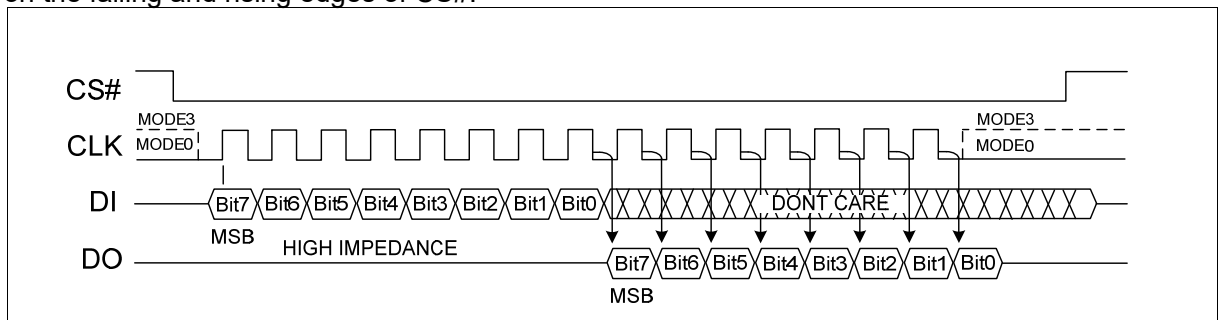 on the falling and rising edges of CS#.
CS#
MODE3 MODE3
CLK MODE0 MODE0
DI Bit7 Bit6 Bit5 Bit4 Bit3 Bit2 Bit1 Bit0 DONT CARE
MSB HIGH IMPEDANCE
DO Bit7 Bit6 Bit5 Bit4 Bit3 Bit2 Bit1 Bit0
MSB